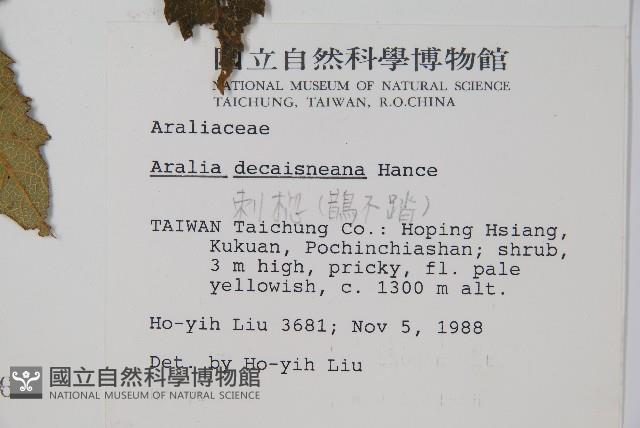 國立自然科學博物館
NATIONAL MUSEUM OF NATURAL SCIENCE
TAICHUNG, TAIWAN, R.O.CHINA
Araliaceae
Aralia decaisneana Hance
刺楤(鵲不踏)
TAIWAN Taichung Co.: Hoping Hsiang,
Kukuan, Pochinchiashan; shrub,
3 m high, pricky, fl. pale
yellowish, c. 1300 m alt.
Ho-yih Liu 3681; Nov 5, 1988
Det. by Ho-yih Liu
國立自然科學博物館
NATIONAL MUSEUM OF NATURAL SCIENCE